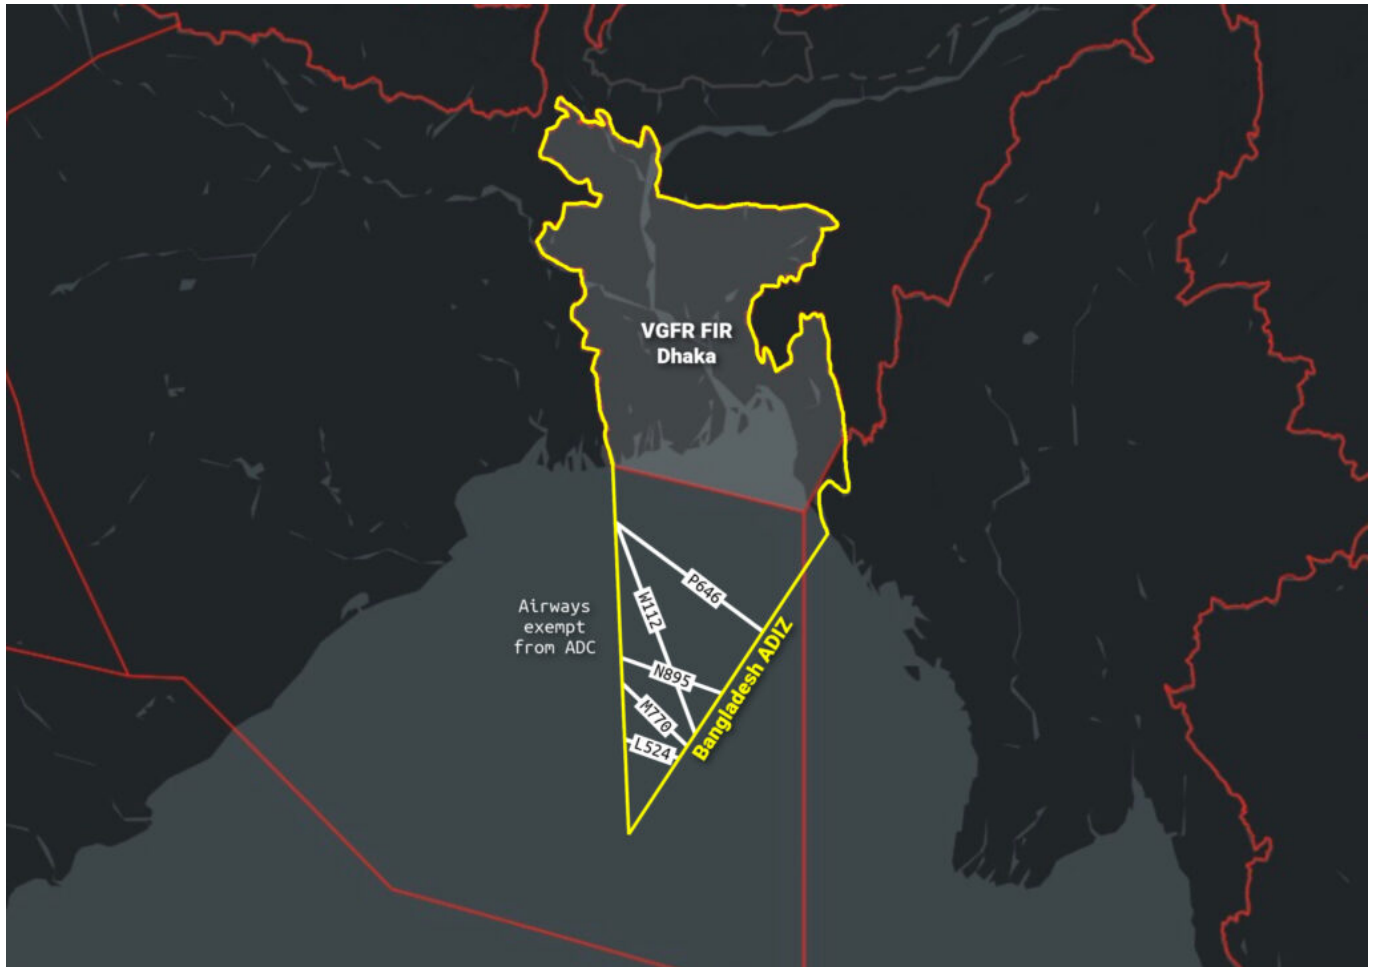 VGFR FIR
Dhaka
P646
W112
Airways
exempt
from ADC
N895
M770
L524
Bangladesh ADIZ